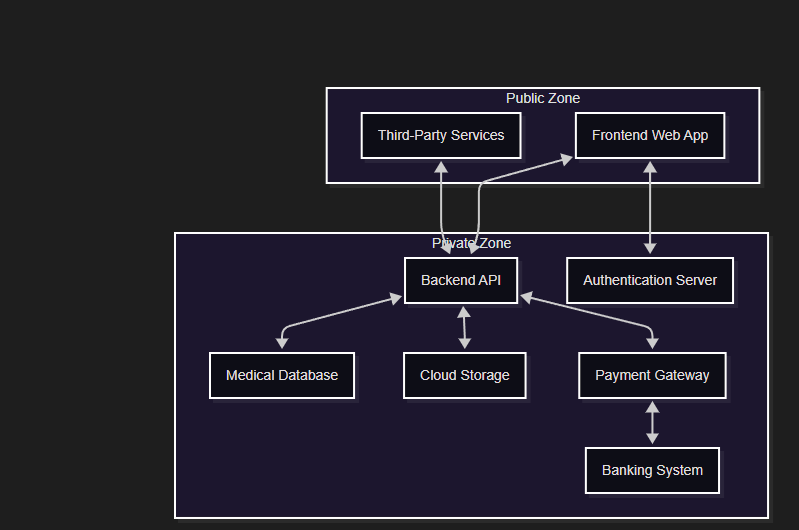 Public Zone
Third-Party Services
Frontend Web App
Private Zone
Backend API
Authentication Server
Medical Database
Cloud Storage
Payment Gateway
Banking System